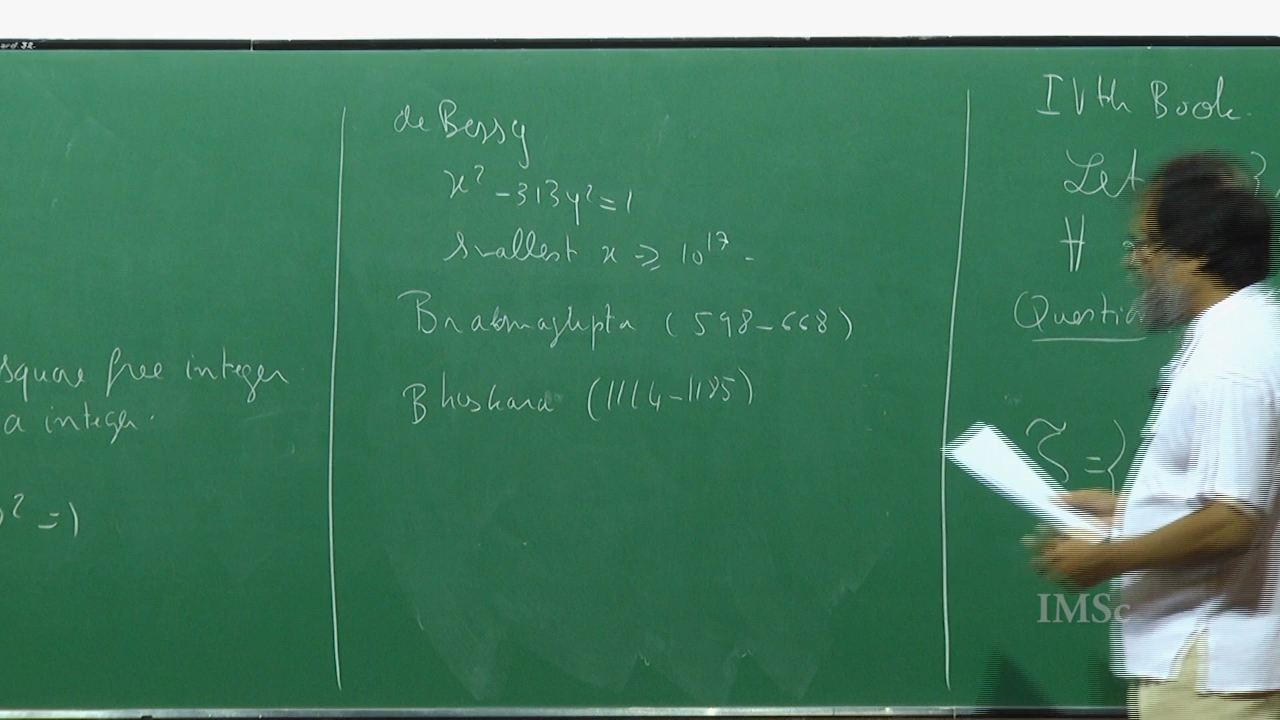 square free integer
a integer.
)² = 1
de Bessy
x² - 313y² = 1
Smallest x ⩾ 10¹⁷ -
Brahmagupta (598-668)
Bhaskara (1114-1185)
IVth Book.
Let
∀
Question
= {
IMSc